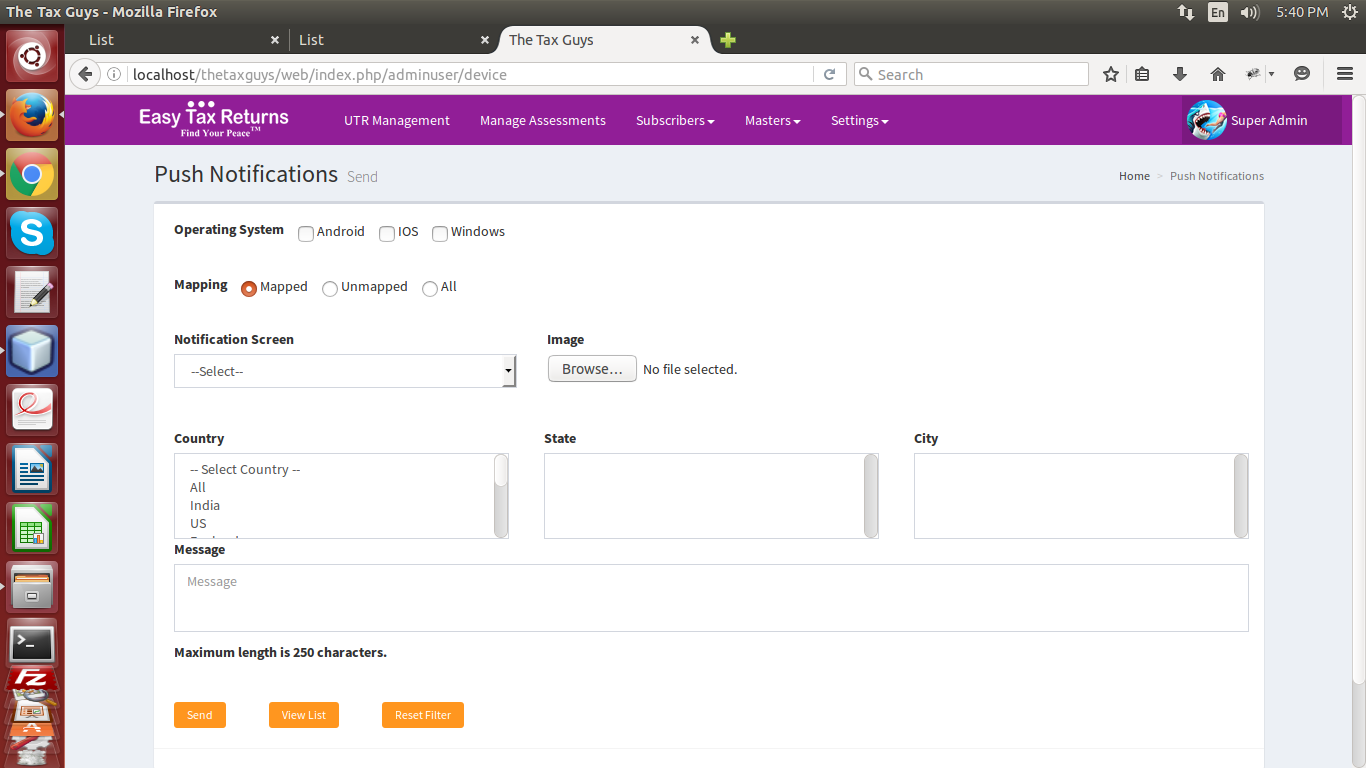 The Tax Guys - Mozilla Firefox
En
5:40 PM
List
List
The Tax Guys
localhost/thetaxguys/web/index.php/adminuser/device
Search
Easy Tax Returns
Find Your Peace™
UTR Management
Manage Assessments
Subscribers
Masters
Settings
Super Admin
Push Notifications Send
Home > Push Notifications
Operating System Android IOS Windows
Mapping Mapped Unmapped All
Notification Screen
Image
--Select--
Browse... No file selected.
Country
State
City
-- Select Country --
All
India
US
Message
Message
Maximum length is 250 characters.
Send
View List
Reset Filter